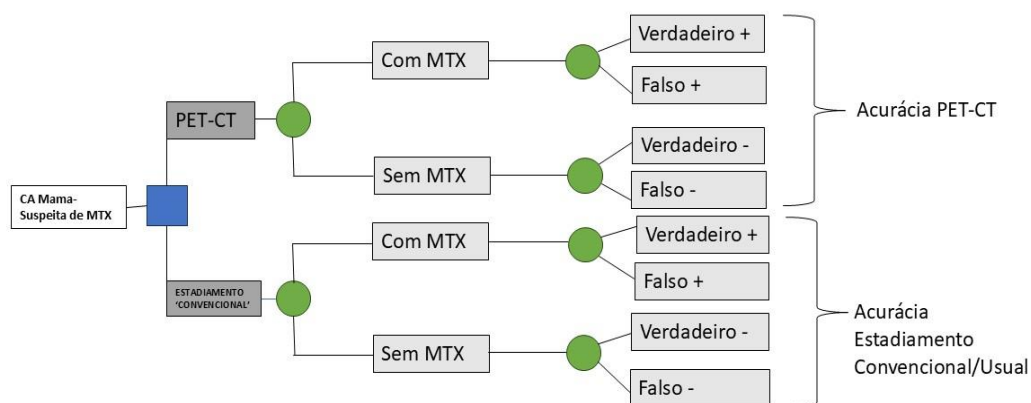 CA Mama-
Suspeita de MTX
PET-CT
Com MTX
Verdadeiro +
Falso +
Sem MTX
Verdadeiro -
Falso -
Acurácia PET-CT
ESTADIAMENTO
‘CONVENCIONAL’
Com MTX
Verdadeiro +
Falso +
Sem MTX
Verdadeiro -
Falso -
Acurácia
Estadiamento
Convencional/Usual